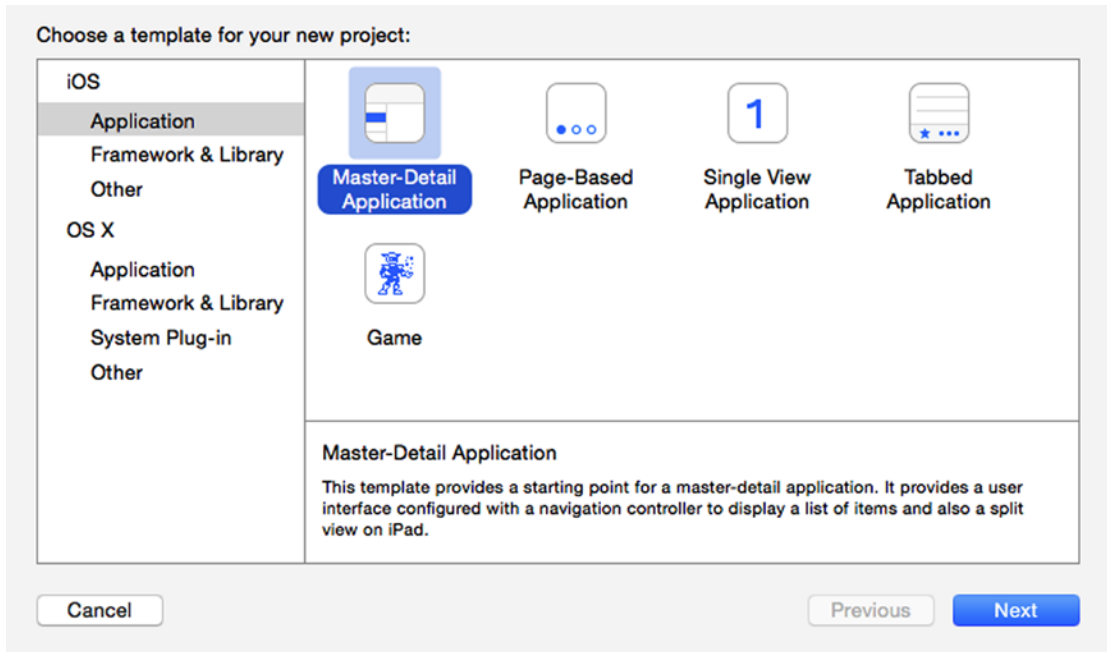 Choose a template for your new project:
iOS
Application
Framework & Library
Other
OS X
Application
Framework & Library
System Plug-in
Other
Master-Detail
Application
Page-Based
Application
1
Single View
Application
Tabbed
Application
Game
Master-Detail Application
This template provides a starting point for a master-detail application. It provides a user
interface configured with a navigation controller to display a list of items and also a split
view on iPad.
Cancel
Previous
Next